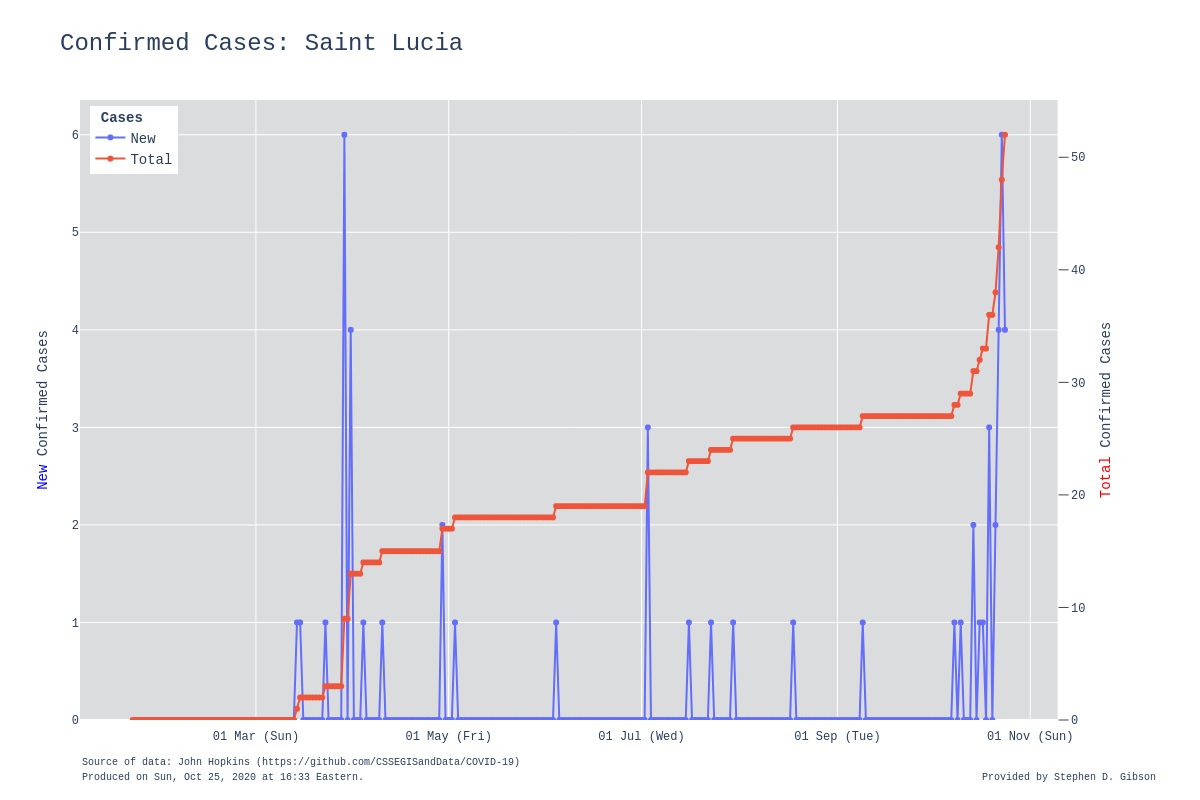 Confirmed Cases: Saint Lucia
Cases
New
Total
6
5
4
3
2
1
0
New Confirmed Cases
50
40
30
20
10
0
Total Confirmed Cases
01 Mar (Sun)
01 May (Fri)
01 Jul (Wed)
01 Sep (Tue)
01 Nov (Sun)
Source of data: John Hopkins (https://github.com/CSSEGISandData/COVID-19)
Produced on Sun, Oct 25, 2020 at 16:33 Eastern.
Provided by Stephen D. Gibson